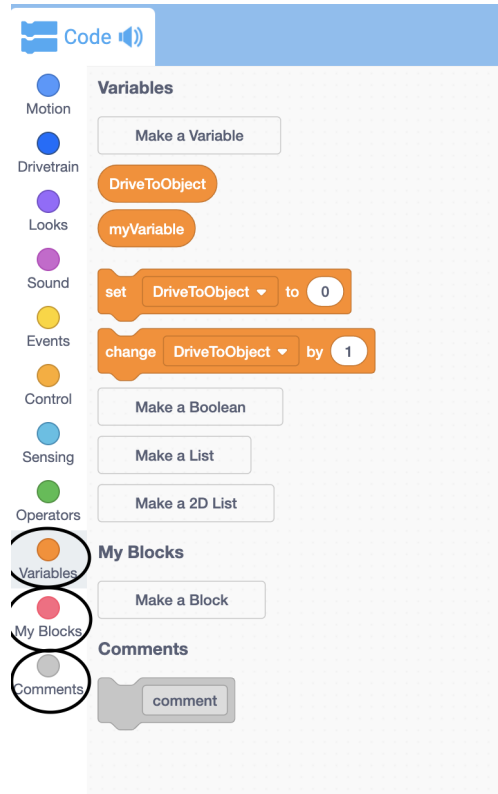 Code
Motion
Drivetrain
Looks
Sound
Events
Control
Sensing
Operators
Variables
My Blocks
Comments
Variables
Make a Variable
DriveToObject
myVariable
set DriveToObject to 0
change DriveToObject by 1
Make a Boolean
Make a List
Make a 2D List
My Blocks
Make a Block
Comments
comment